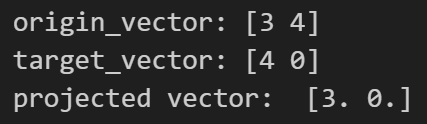 origin_vector: [3 4]
target_vector: [4 0]
projected vector:  [3. 0.]